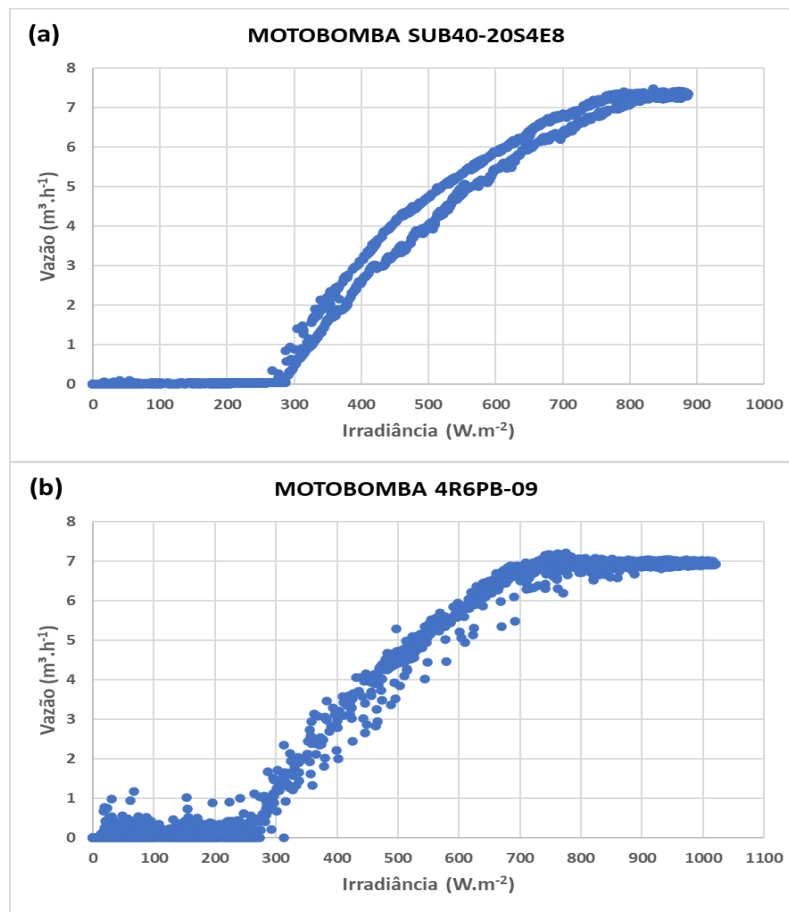 (a)
MOTOBOMBA SUB40-20S4E8
8
7
6
5
4
3
2
1
0
Vazão (m³.h⁻¹)
0 100 200 300 400 500 600 700 800 900 1000
Irradiância (W.m⁻²)
(b)
MOTOBOMBA 4R6PB-09
8
7
6
5
4
3
2
1
0
Vazão (m³.h⁻¹)
0 100 200 300 400 500 600 700 800 900 1000 1100
Irradiância (W.m⁻²)